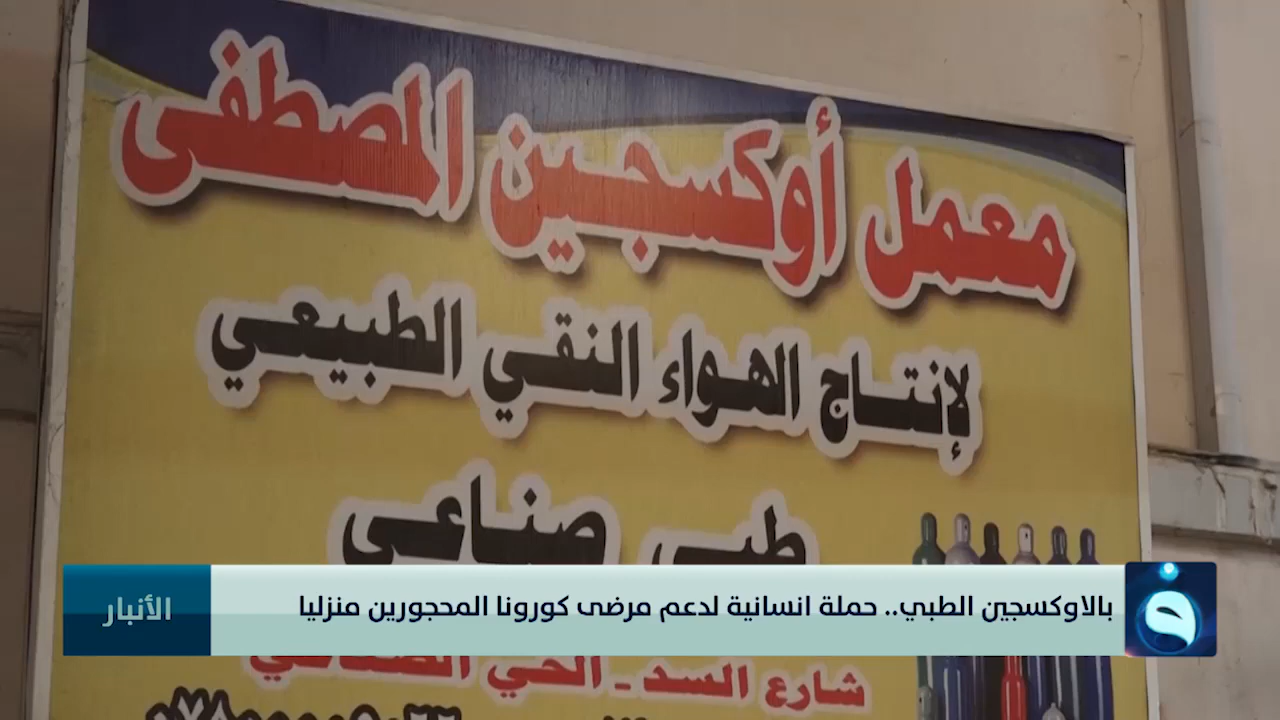 معمل أوكسجين المصطفى
لإنتاج الهواء النقي الطبيعي
طبي صناعي
بالاوكسجين الطبي.. حملة انسانية لدعم مرضى كورونا المحجورين منزليا
الأنبار
شارع السد - الحي الصناعي